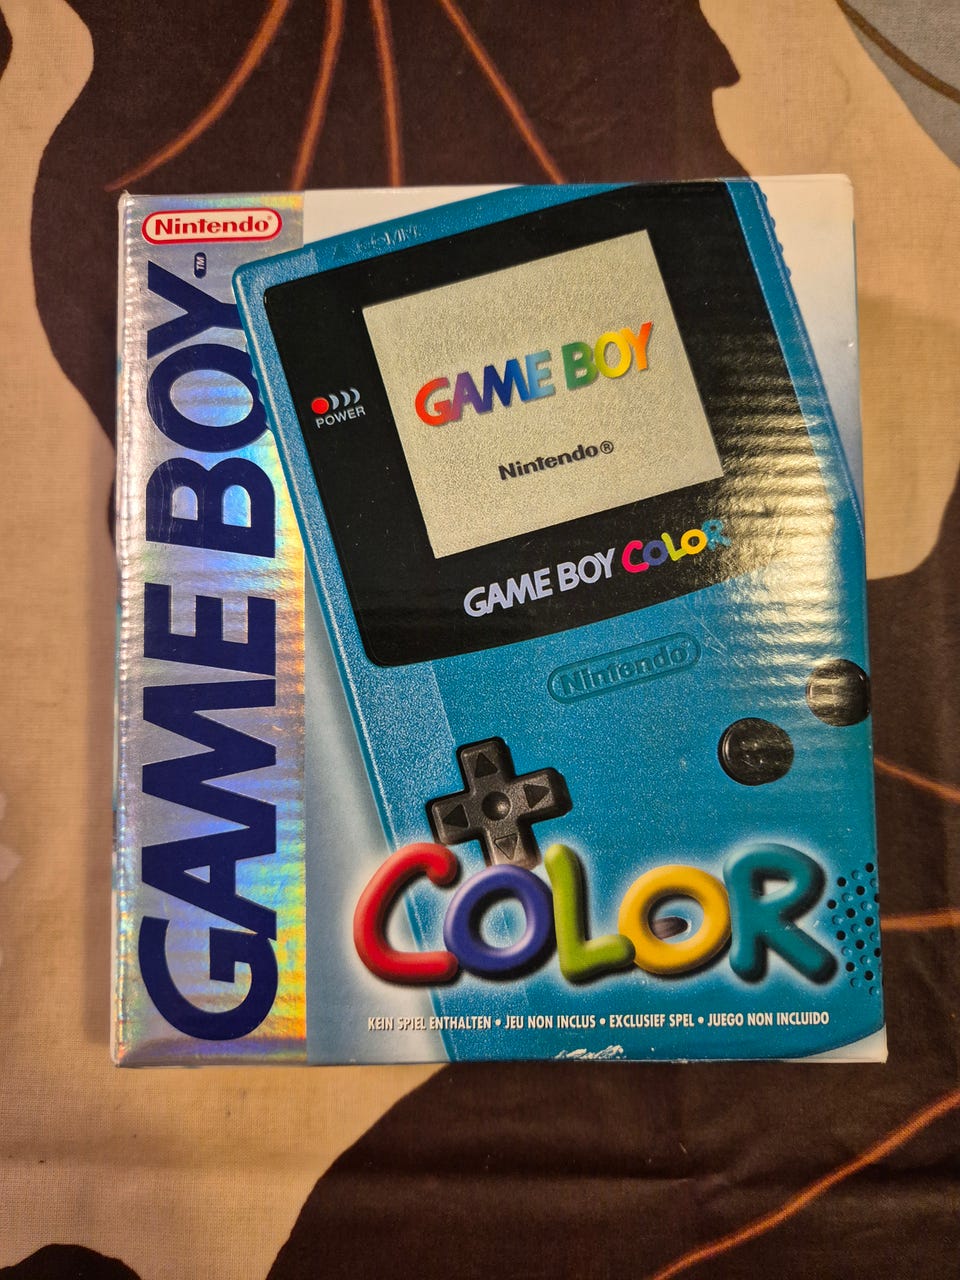 Nintendo®
GAME BOY™
POWER
GAME BOY
Nintendo®
GAME BOY COLOR
Nintendo
COLOR
KEIN SPIEL ENTHALTEN • JEU NON INCLUS • EXCLUSIEF SPEL • JUEGO NON INCLUIDO